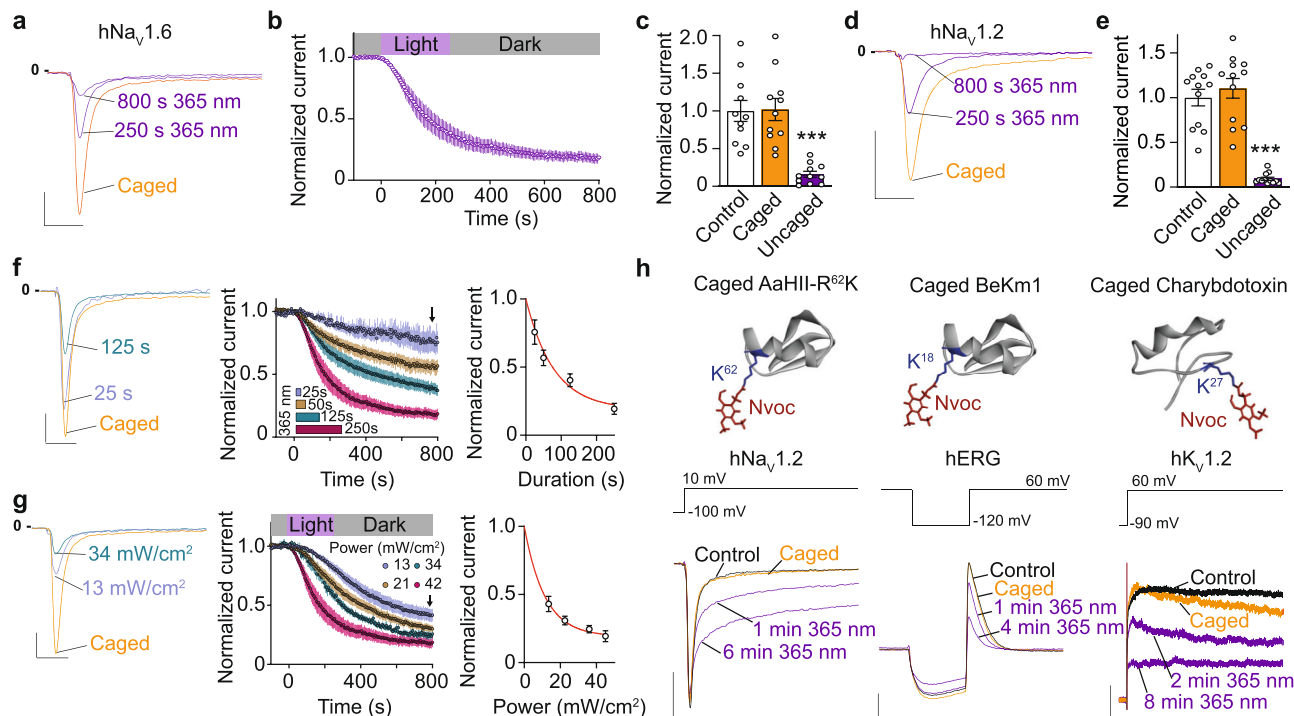 a
hNaV1.6
0
800 s 365 nm
250 s 365 nm
Caged
b
Light
Dark
Normalized current
1.0
0.5
0
0
200
400
600
800
Time (s)
c
Normalized current
2.0
1.5
1.0
0.5
0
***
Control
Caged
Uncaged
d
hNaV1.2
0
800 s 365 nm
250 s 365 nm
Caged
e
Normalized current
1.5
1.0
0.5
0
***
Control
Caged
Uncaged
f
0
125 s
25 s
Caged
Normalized current
1.0
0.5
0
365 nm
25s
50s
125s
250s
0
200
400
600
800
Time (s)
Normalized current
1.0
0.5
0
0
100
200
Duration (s)
g
0
34 mW/cm²
13 mW/cm²
Caged
Light
Dark
Power (mW/cm²)
13
34
21
42
Normalized current
1.0
0.5
0
0
200
400
600
800
Time (s)
Normalized current
1.0
0.5
0
0
20
40
Power (mW/cm²)
h
Caged AaHII-R⁶²K
K⁶²
Nvoc
hNaV1.2
10 mV
-100 mV
Control
Caged
1 min 365 nm
6 min 365 nm
Caged BeKm1
K¹⁸
Nvoc
hERG
60 mV
-120 mV
Control
Caged
1 min 365 nm
4 min 365 nm
Caged Charybdotoxin
K²⁷
Nvoc
hKV1.2
60 mV
-90 mV
Control
Caged
2 min 365 nm
8 min 365 nm